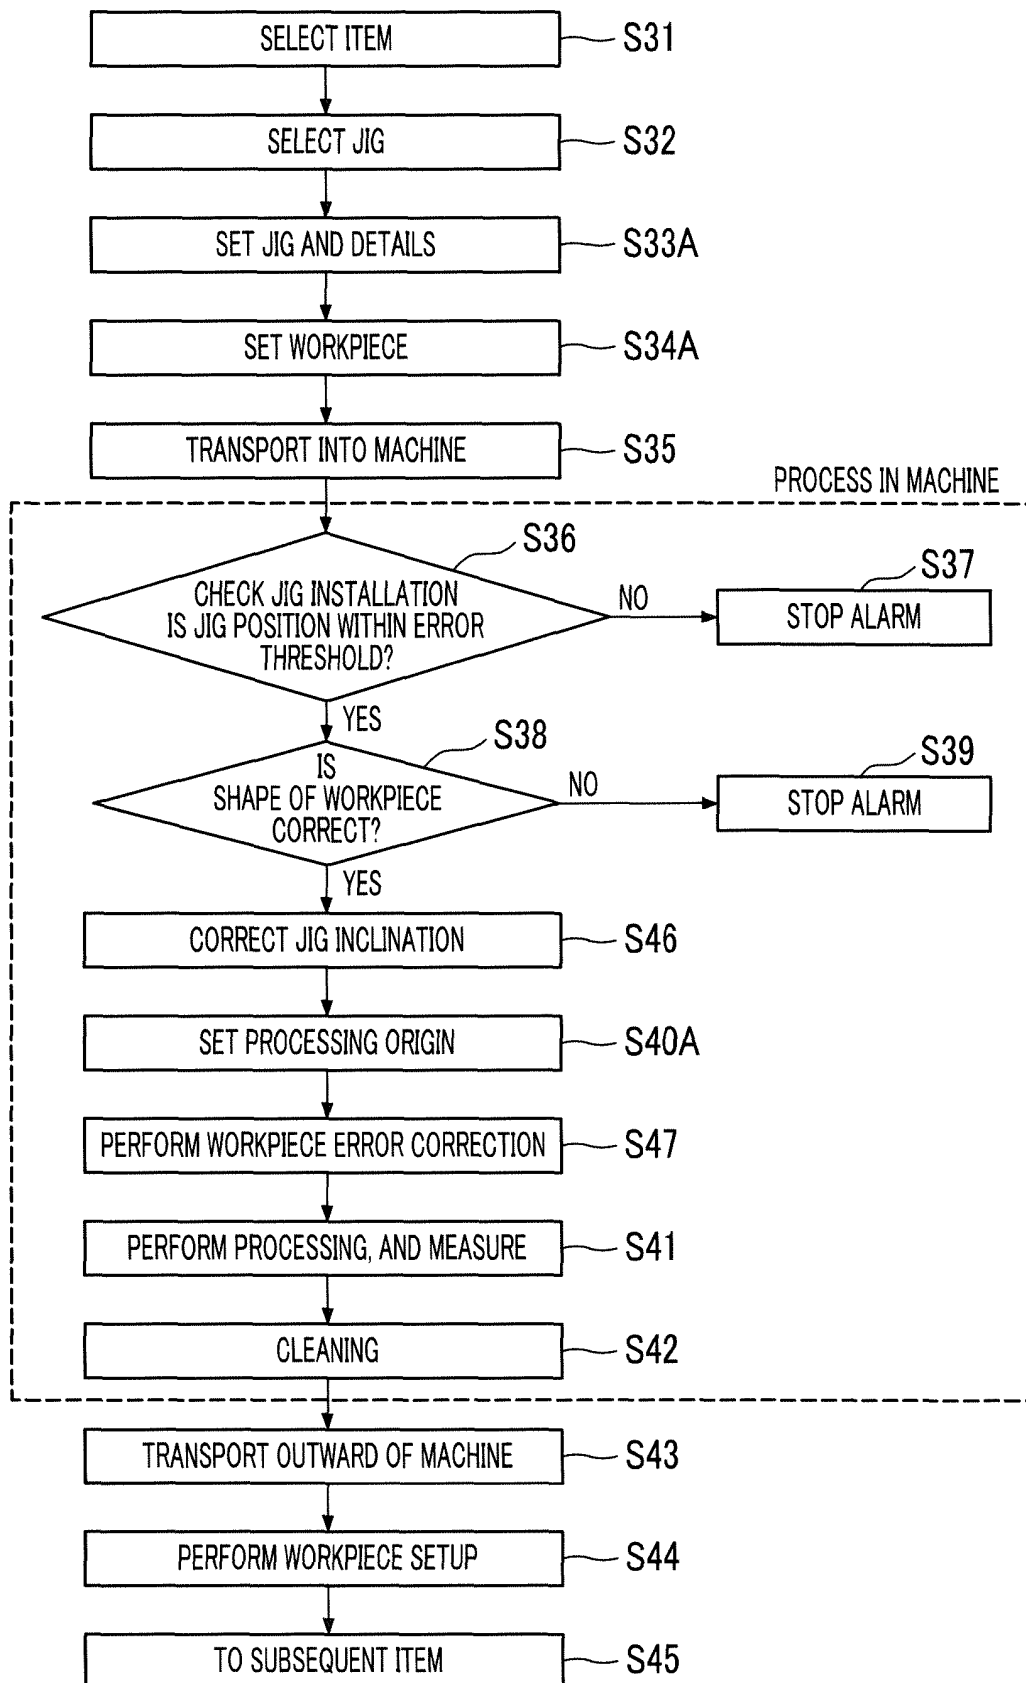 SELECT ITEM
S31
SELECT JIG
S32
SET JIG AND DETAILS
S33A
SET WORKPIECE
S34A
TRANSPORT INTO MACHINE
S35
PROCESS IN MACHINE
S36
CHECK JIG INSTALLATION
IS JIG POSITION WITHIN ERROR
THRESHOLD?
NO
S37
STOP ALARM
YES
S38
IS
SHAPE OF WORKPIECE
CORRECT?
NO
S39
STOP ALARM
YES
CORRECT JIG INCLINATION
S46
SET PROCESSING ORIGIN
S40A
PERFORM WORKPIECE ERROR CORRECTION
S47
PERFORM PROCESSING, AND MEASURE
S41
CLEANING
S42
TRANSPORT OUTWARD OF MACHINE
S43
PERFORM WORKPIECE SETUP
S44
TO SUBSEQUENT ITEM
S45